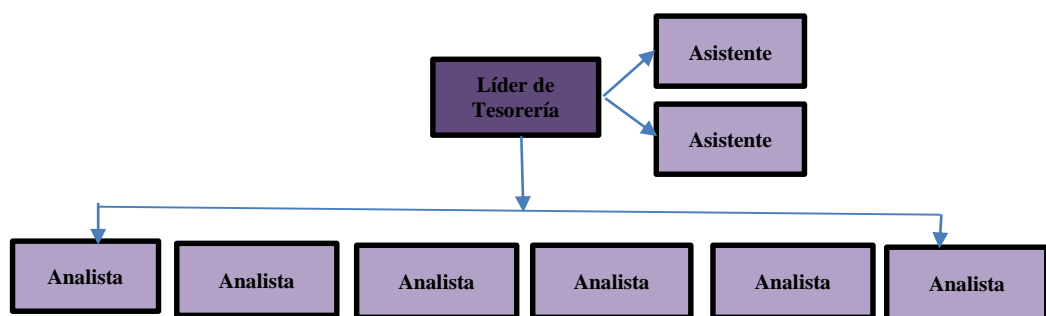 Asistente
Líder de
Tesorería
Asistente
Analista
Analista
Analista
Analista
Analista
Analista